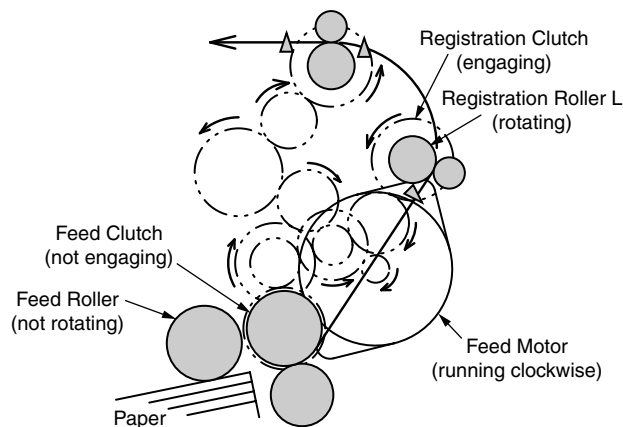 Registration Clutch
(engaging)
Registration Roller L
(rotating)
Feed Clutch
(not engaging)
Feed Roller
(not rotating)
Feed Motor
(running clockwise)
Paper